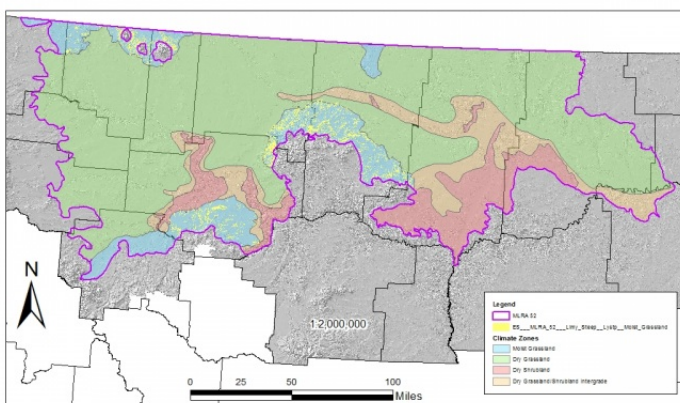 N
1:2,000,000
0
50
100
Miles
Legend
MLRA 52
ES___MLRA_52___Limy_Steep__Lystp__Moist_Grassland
Climate Zones
Moist Grassland
Dry Grassland
Dry Shrubland
Dry Grassland/Shrubland Intergrade